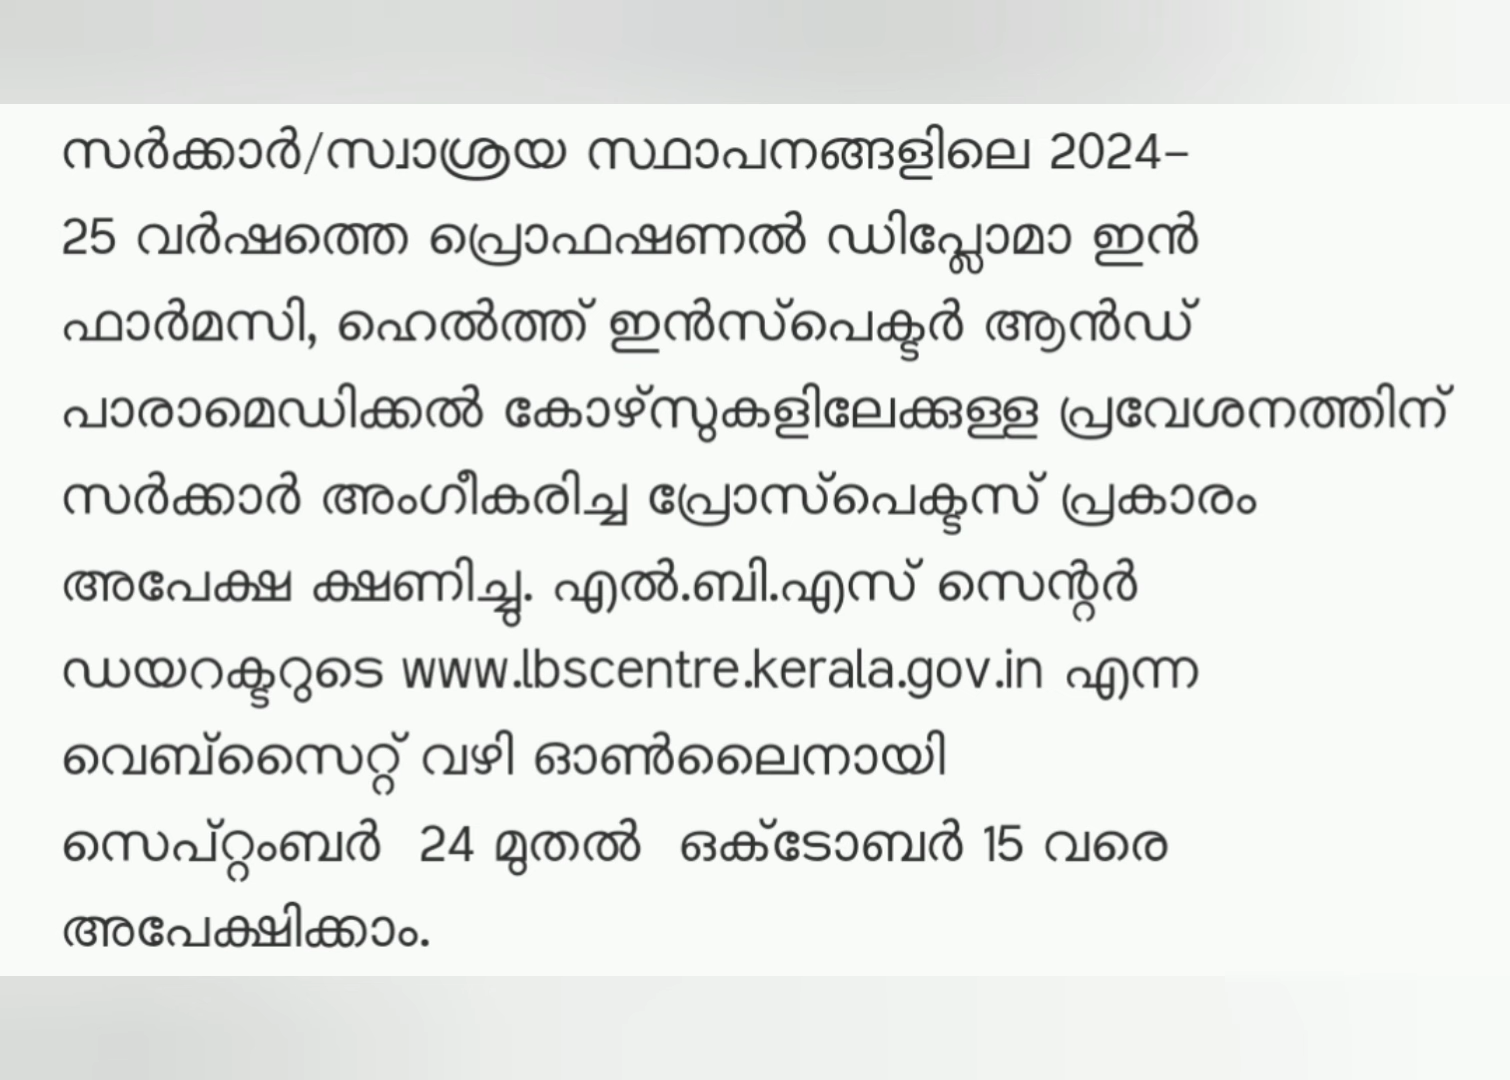 സർക്കാർ/സ്വാശ്രയ സ്ഥാപനങ്ങളിലെ 2024–
25 വർഷത്തെ പ്രൊഫഷണൽ ഡിപ്ലോമാ ഇൻ
ഫാർമസി, ഹെൽത്ത് ഇൻസ്പെക്ടർ ആൻഡ്
പാരാമെഡിക്കൽ കോഴ്സുകളിലേക്കുള്ള പ്രവേശനത്തിന്
സർക്കാർ അംഗീകരിച്ച പ്രോസ്പെക്ടസ് പ്രകാരം
അപേക്ഷ ക്ഷണിച്ചു. എൽ.ബി.എസ് സെന്റർ
ഡയറക്ടറുടെ www.lbscentre.kerala.gov.in എന്ന
വെബ്സൈറ്റ് വഴി ഓൺലൈനായി
സെപ്റ്റംബർ 24 മുതൽ ഒക്ടോബർ 15 വരെ
അപേക്ഷിക്കാം.